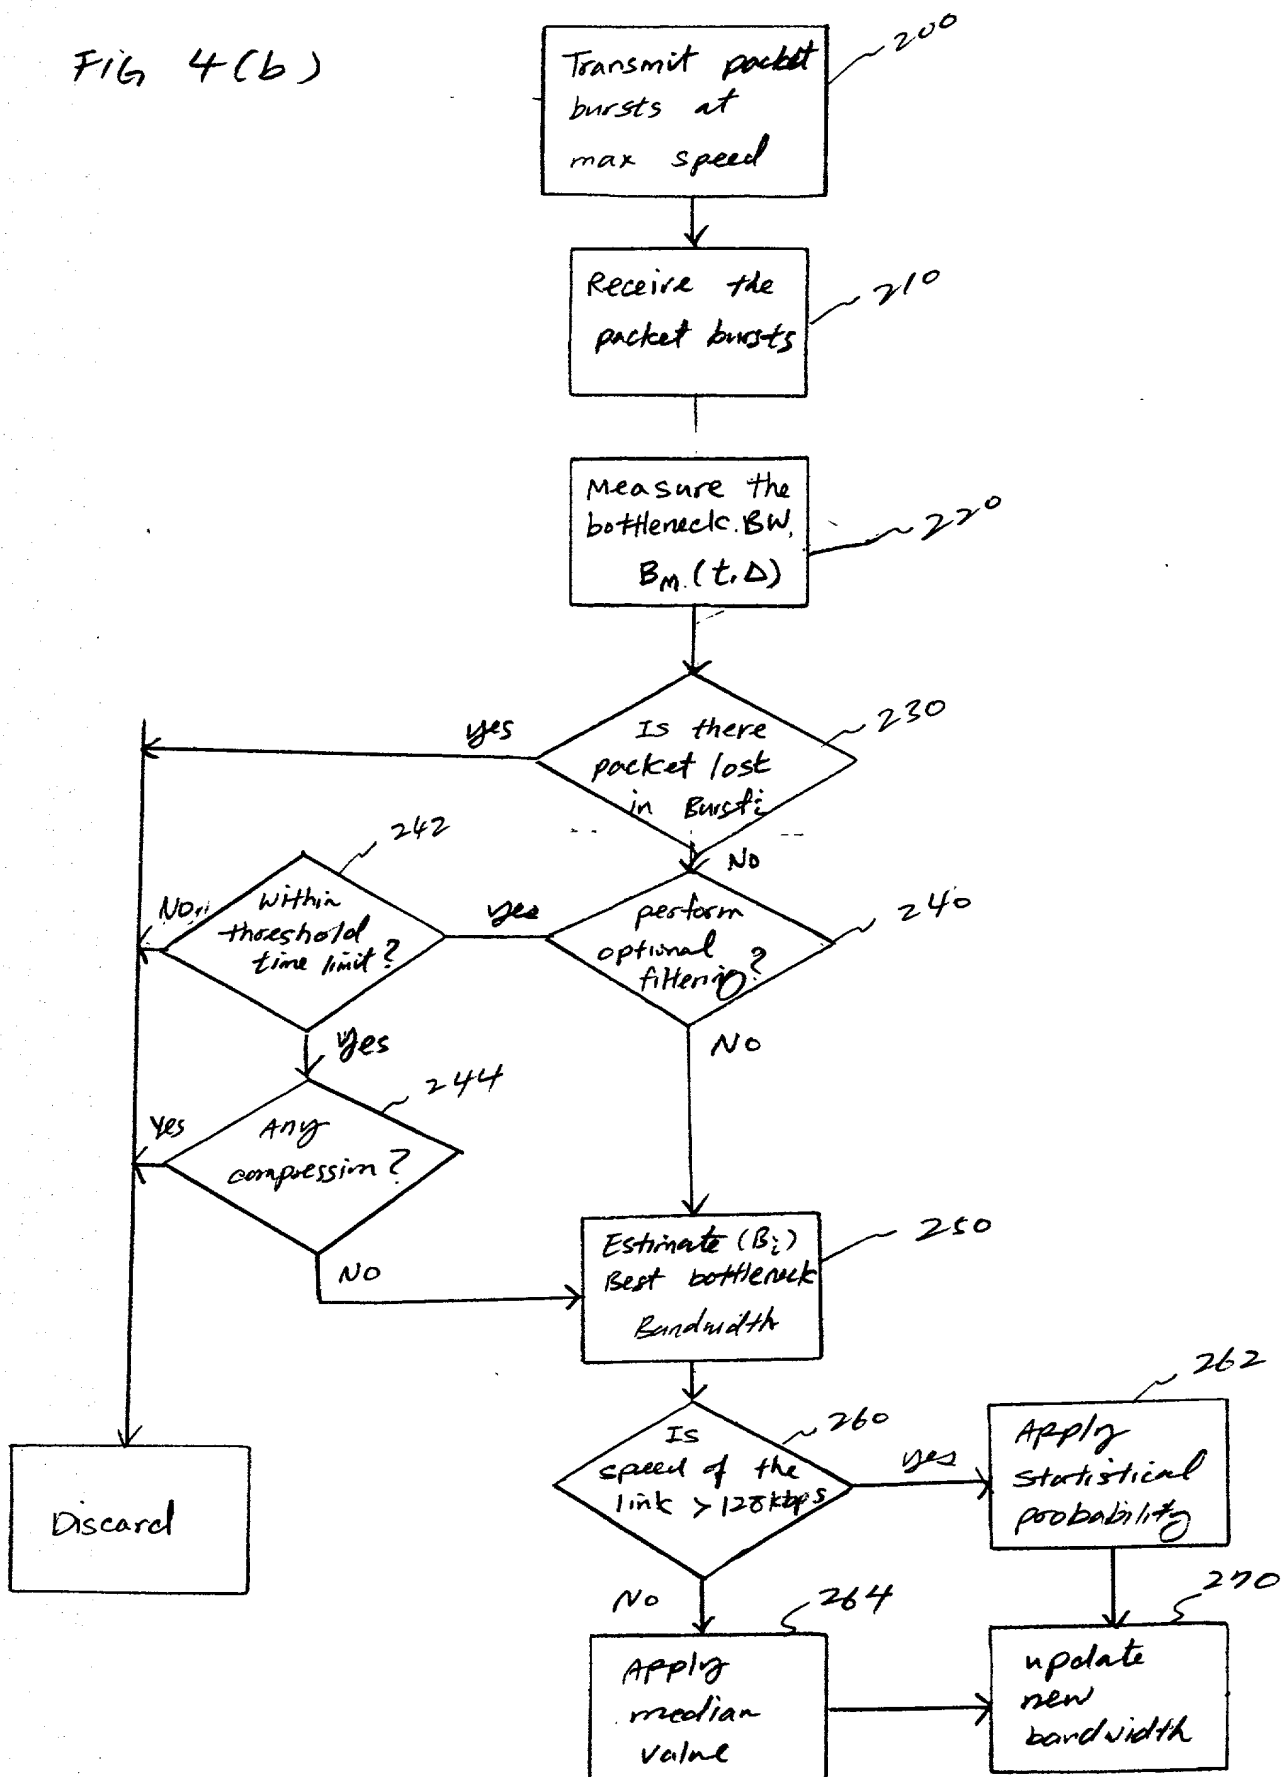 FIG 4(b)
Transmit packet
bursts at
max speed
200
Receive the
packet bursts
210
Measure the
bottleneck BW,
BM (t, Δ)
220
Is there
packet lost
in Bursti
230
yes
No
perform
optional
filtering?
240
yes
No
within
threshold
time limit?
242
No
Yes
Any
compression?
244
Yes
No
Estimate (Bi)
Best bottleneck
Bandwidth
250
Is
speed of the
link > 128kbps
260
yes
No
Apply
statistical
probability
262
Apply
median
value
264
update
new
bandwidth
270
Discard